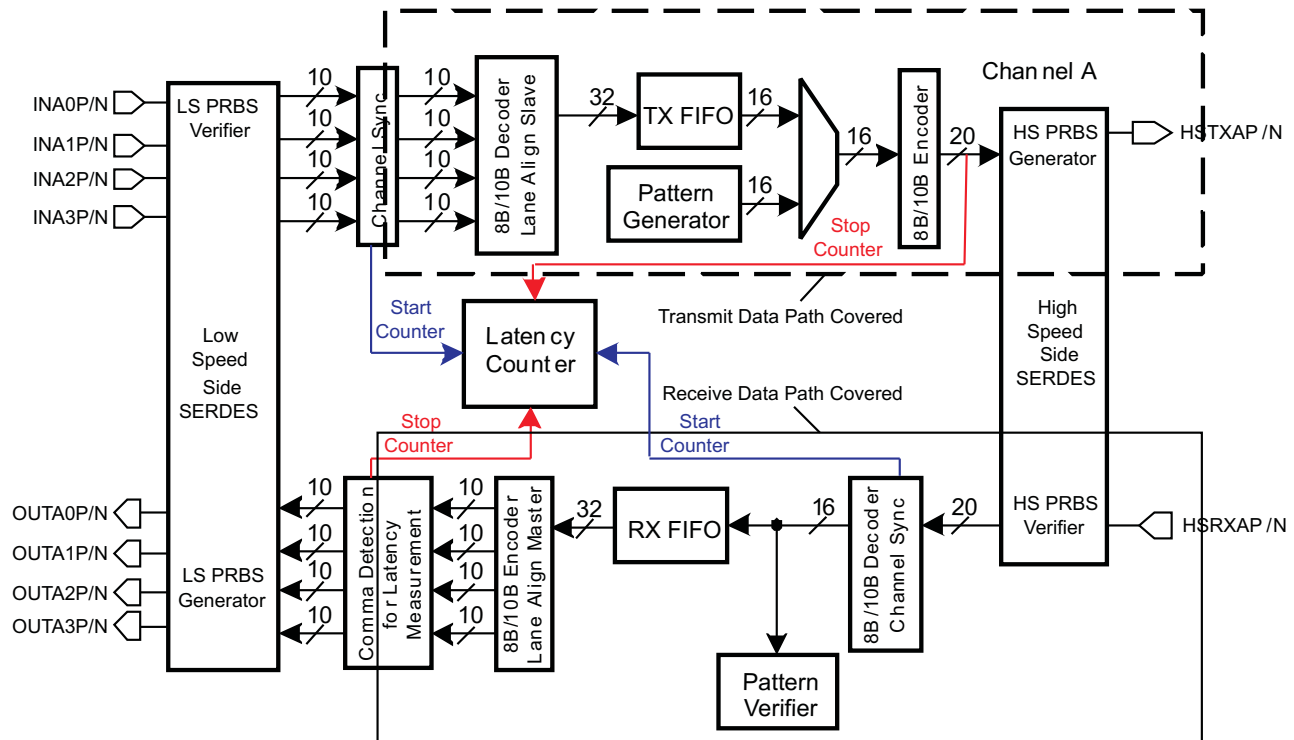 INA0P/N
INA1P/N
INA2P/N
INA3P/N
LS PRBS
Verifier
Low
Speed
Side
SERDES
LS PRBS
Generator
10
10
10
10
Channel Sync
10
10
10
10
8B/10B Decoder
Lane Align Slave
32
TX FIFO
16
Pattern
Generator
16
16
8B/10B Encoder
20
Channel A
HS PRBS
Generator
HSTXAP/N
Stop
Counter
Start
Counter
Latency
Counter
Transmit Data Path Covered
High
Speed
Side
SERDES
Receive Data Path Covered
Stop
Counter
Start
Counter
OUTA0P/N
OUTA1P/N
OUTA2P/N
OUTA3P/N
10
10
10
10
Comma Detection
for Latency
Measurement
10
10
10
10
8B/10B Encoder
Lane Align Master
32
RX FIFO
16
8B/10B Decoder
Channel Sync
20
HS PRBS
Verifier
HSRXAP/N
Pattern
Verifier